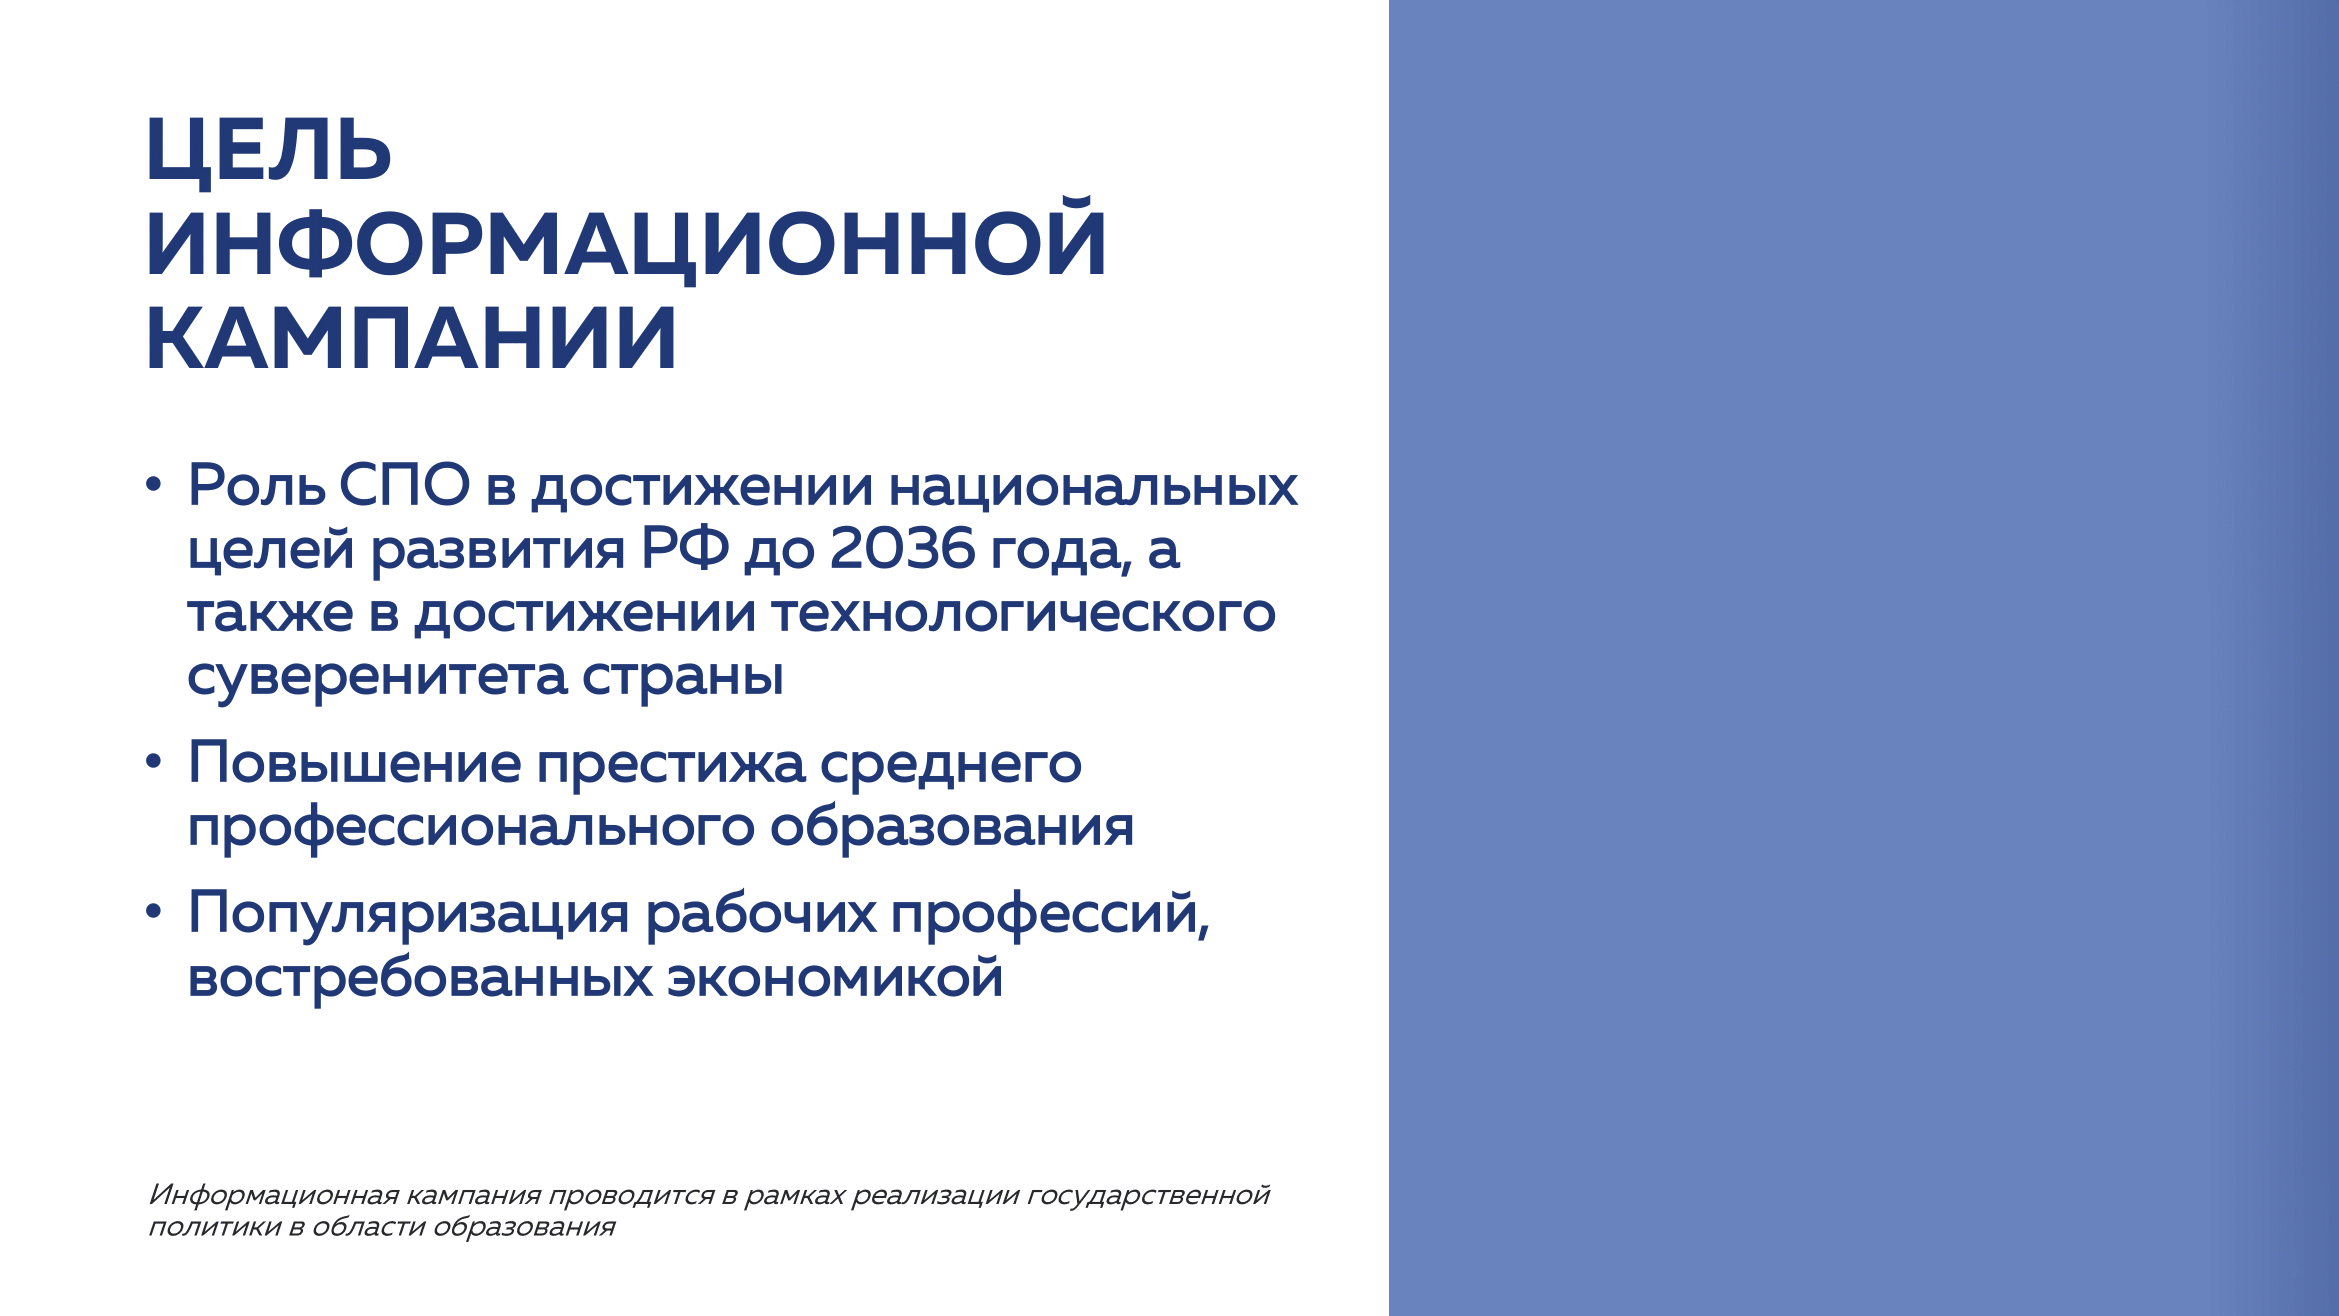 ЦЕЛЬ
ИНФОРМАЦИОННОЙ
КАМПАНИИ
• Роль СПО в достижении национальных
целей развития РФ до 2036 года, а
также в достижении технологического
суверенитета страны
• Повышение престижа среднего
профессионального образования
• Популяризация рабочих профессий,
востребованных экономикой
Информационная кампания проводится в рамках реализации государственной
политики в области образования